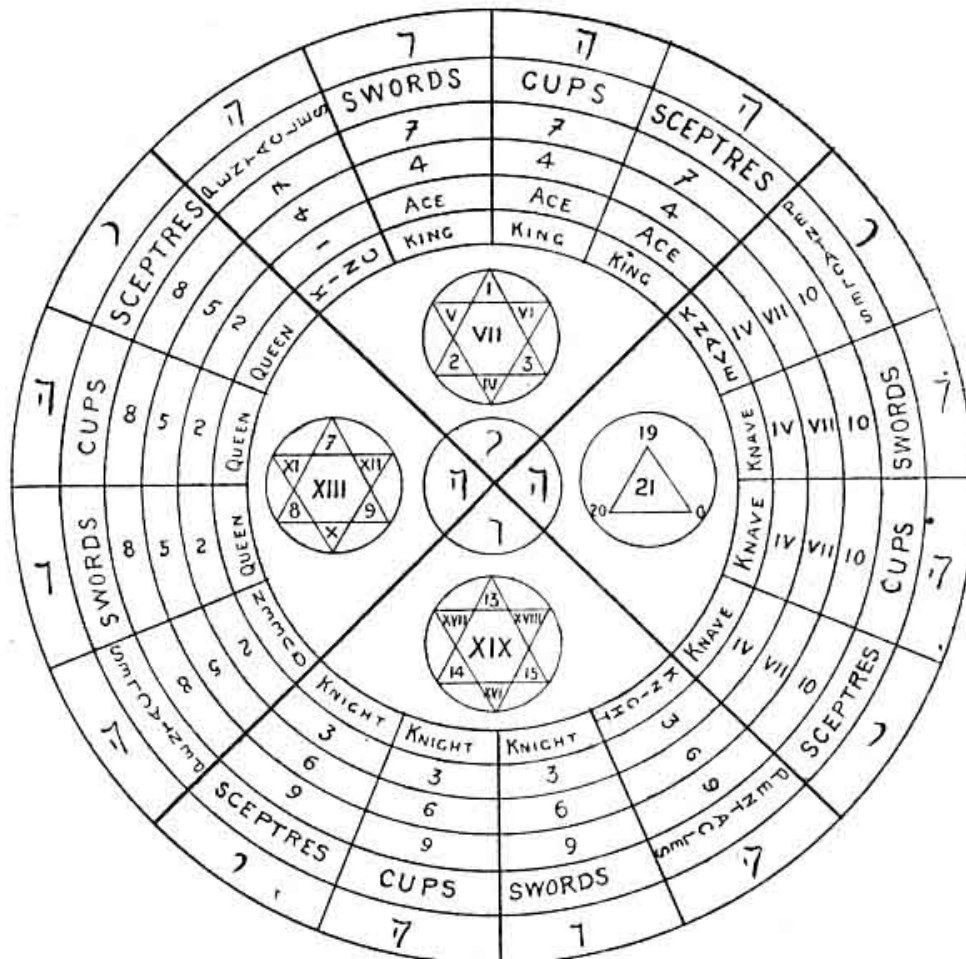 ה ה ה
PENTACLES SWORDS CUPS SCEPTRES
7 7 7 7
4 4 4 4
1 ACE ACE ACE
KING KING KING KING
1
V VI
VII
2 3
IV
PENTACLES SWORDS CUPS SCEPTRES
10 10 10 10
VII VII VII VII
IV IV IV IV
KNAVE KNAVE KNAVE KNAVE
19
21
20 0
ה
PENTACLES SWORDS CUPS SCEPTRES
9 9 9 9
6 6 6 6
3 3 3 3
KNIGHT KNIGHT KNIGHT KNIGHT
13
XVII XVIII
XIX
14 15
XVI
ה
PENTACLES SWORDS CUPS SCEPTRES
8 8 8 8
5 5 5 5
2 2 2 2
QUEEN QUEEN QUEEN QUEEN
7
XI XII
XIII
8 9
X
ה ה